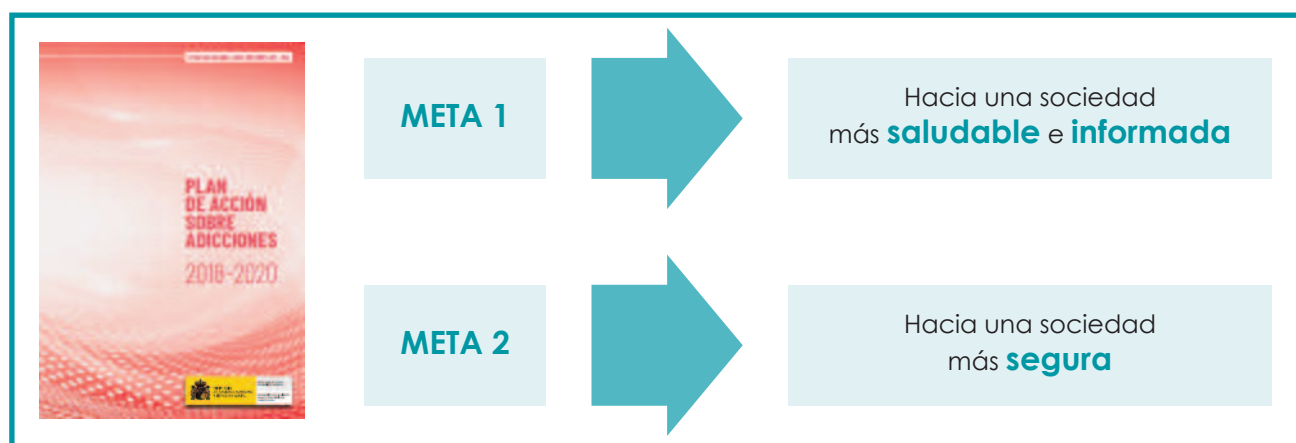 PLAN
DE ACCIÓN
SOBRE
ADICCIONES
2018-2020
META 1
Hacia una sociedad
más saludable e informada
META 2
Hacia una sociedad
más segura